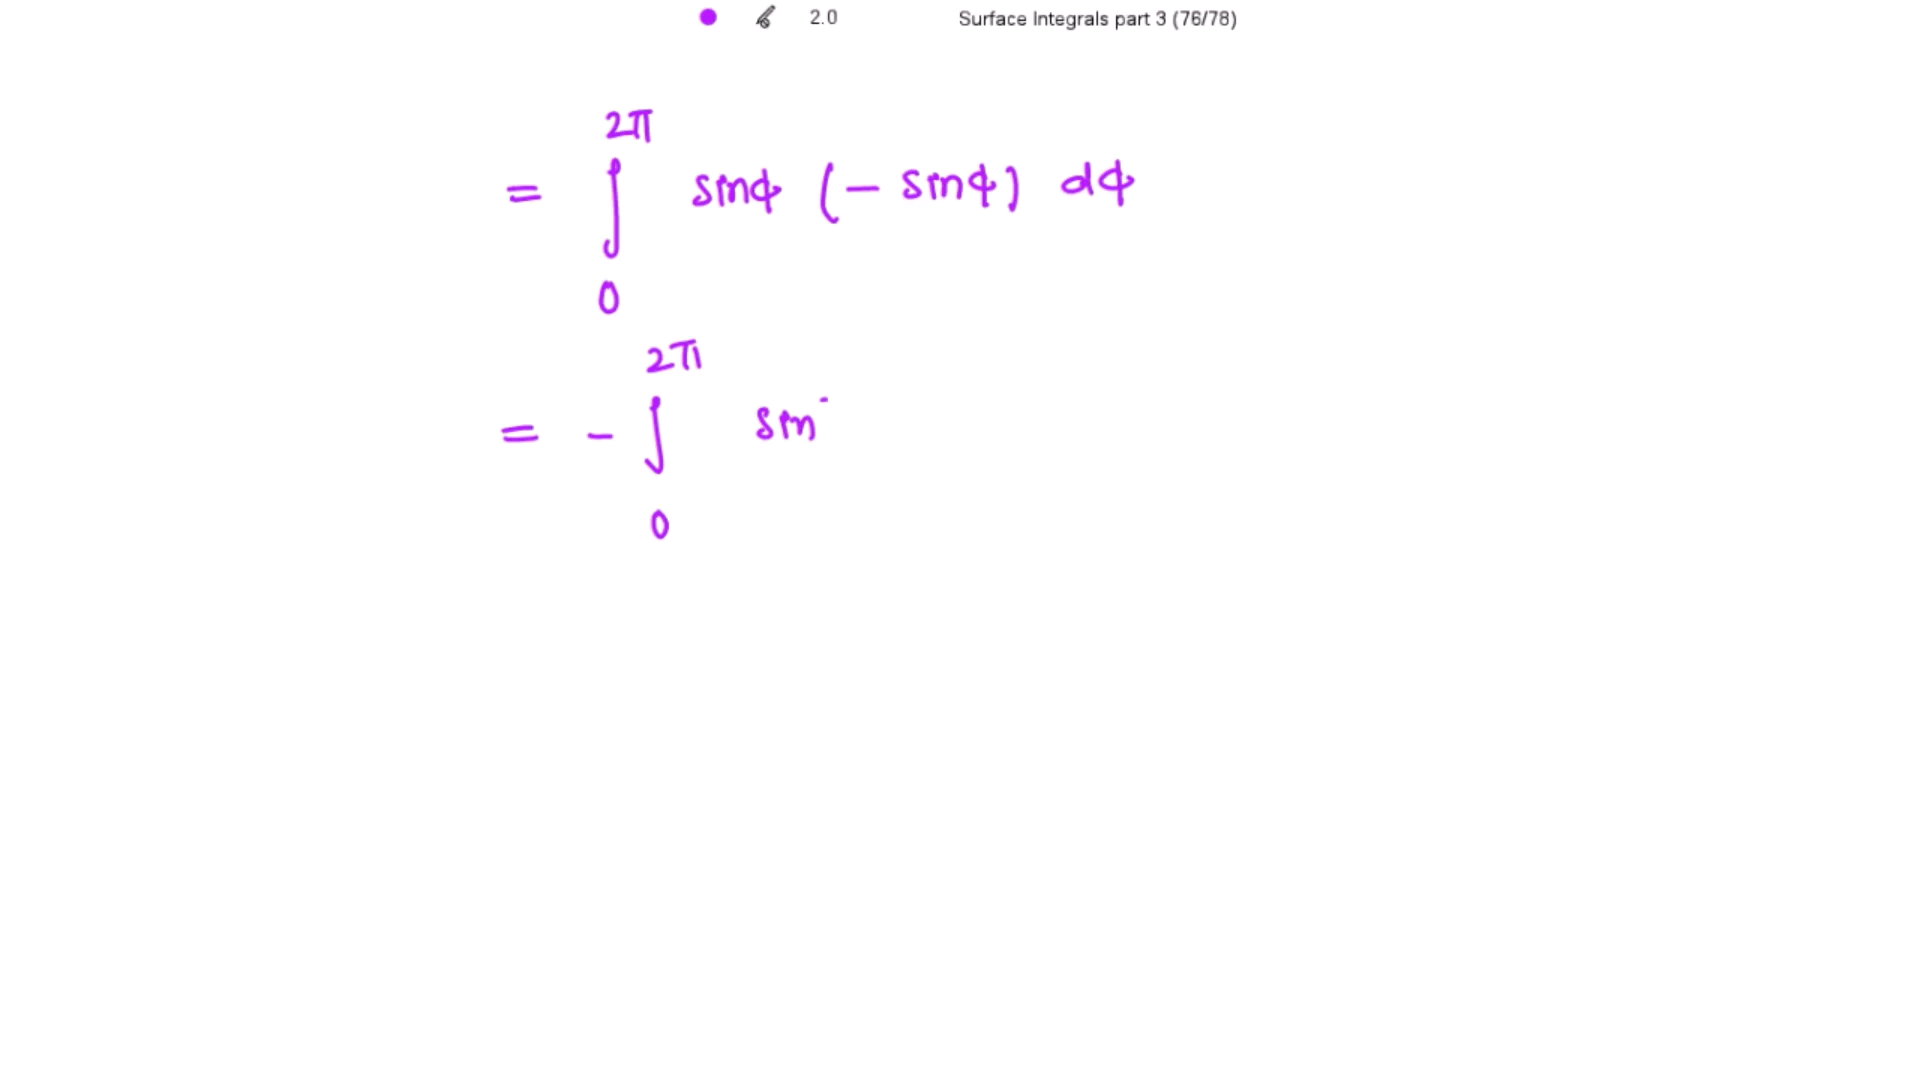 2.0 Surface Integrals part 3 (76/78)
= ∫₀^{2π} sinϕ (− sinϕ) dϕ
= - ∫₀^{2π} sin